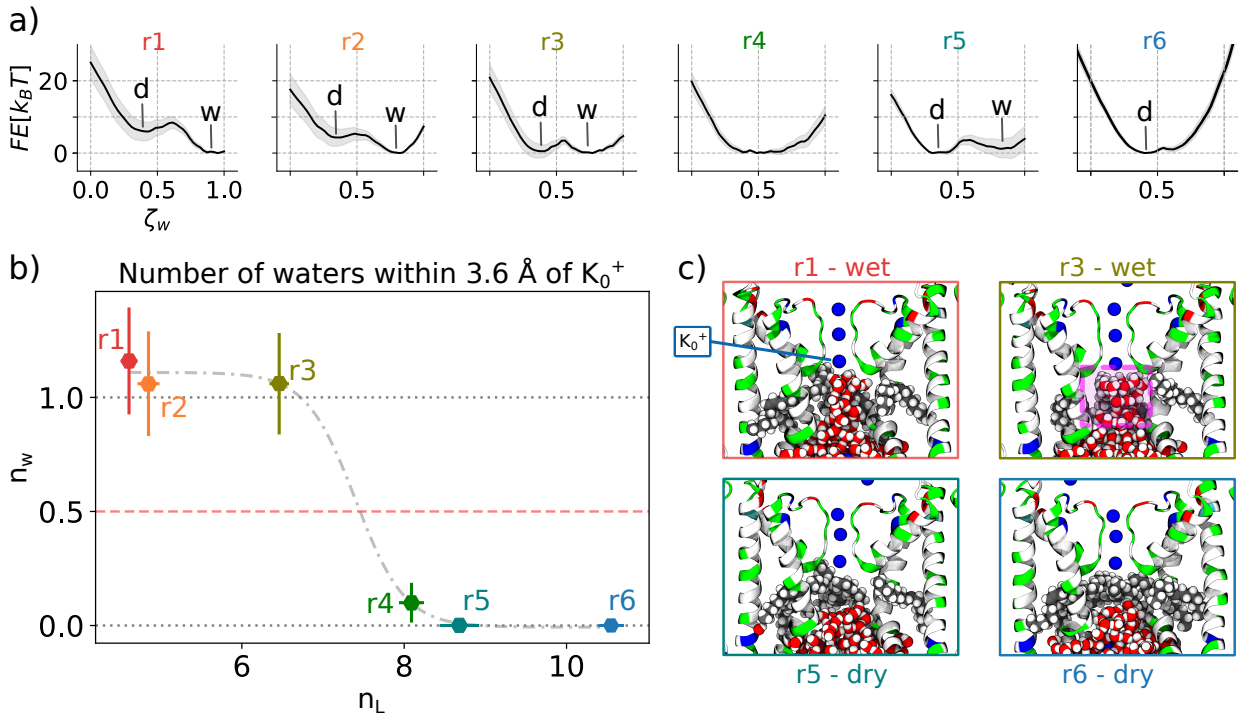 a)
r1 r2 r3 r4 r5 r6
FE[k_BT]
20
10
0
d w
d w
d w
d w
d
0.0 0.5 1.0
0.5
0.5
0.5
0.5
0.5
ζ_w
b)
Number of waters within 3.6 Å of K₀⁺
n_w
1.0
0.5
0.0
r1
r2
r3
r4
r5
r6
6 8 10
n_L
c)
r1 - wet
r3 - wet
K₀⁺
r5 - dry
r6 - dry